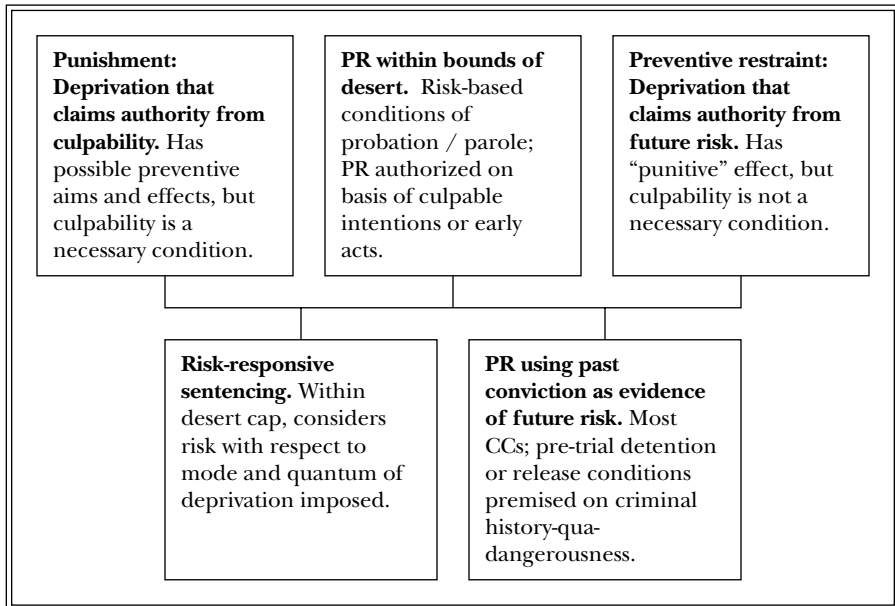 Punishment:
Deprivation that
claims authority from
culpability. Has
possible preventive
aims and effects, but
culpability is a
necessary condition.
PR within bounds of
desert. Risk-based
conditions of
probation / parole;
PR authorized on
basis of culpable
intentions or early
acts.
Preventive restraint:
Deprivation that
claims authority from
future risk. Has
“punitive” effect, but
culpability is not a
necessary condition.
Risk-responsive
sentencing. Within
desert cap, considers
risk with respect to
mode and quantum of
deprivation imposed.
PR using past
conviction as evidence
of future risk. Most
CCs; pre-trial detention
or release conditions
premised on criminal
history-qua-
dangerousness.